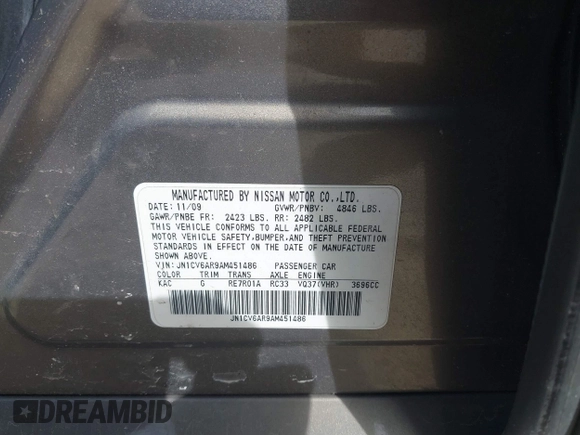 MANUFACTURED BY NISSAN MOTOR CO.,LTD.
DATE: 11/09 GVWR/PNBV: 4846 LBS.
GAWR/PNBE FR: 2423 LBS. RR: 2482 LBS.
THIS VEHICLE CONFORMS TO ALL APPLICABLE FEDERAL
MOTOR VEHICLE SAFETY,BUMPER,AND THEFT PREVENTION
STANDARDS IN EFFECT ON THE DATE OF MANUFACTURE
SHOWN ABOVE.
VIN: JN1CV6AR9AM451486 PASSENGER CAR
COLOR TRIM TRANS AXLE ENGINE
KAC G RE7R01A RC33 VQ37(VHR) 3696CC
JN1CV6AR9AM451486
DREAMBID